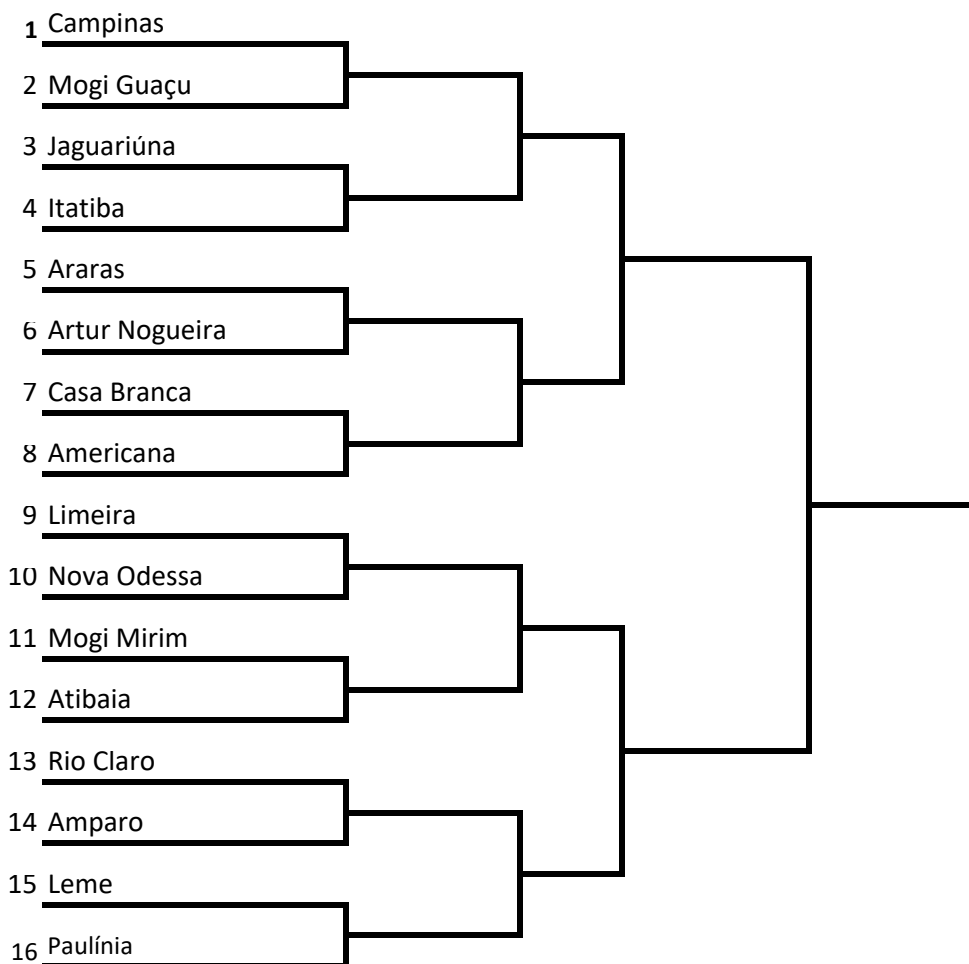 1 Campinas
2 Mogi Guaçu
3 Jaguariúna
4 Itatiba
5 Araras
6 Artur Nogueira
7 Casa Branca
8 Americana
9 Limeira
10 Nova Odessa
11 Mogi Mirim
12 Atibaia
13 Rio Claro
14 Amparo
15 Leme
16 Paulínia